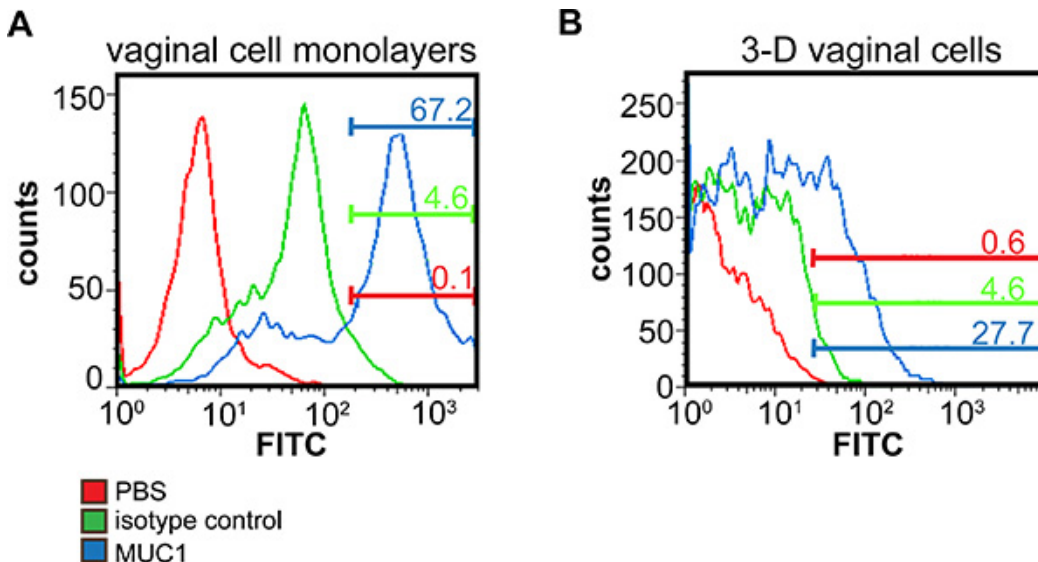 A
vaginal cell monolayers
150
100
50
0
counts
67.2
4.6
0.1
10⁰ 10¹ 10² 10³
FITC
B
3-D vaginal cells
250
200
150
100
50
0
counts
0.6
4.6
27.7
10⁰ 10¹ 10² 10³
FITC
PBS
isotype control
MUC1